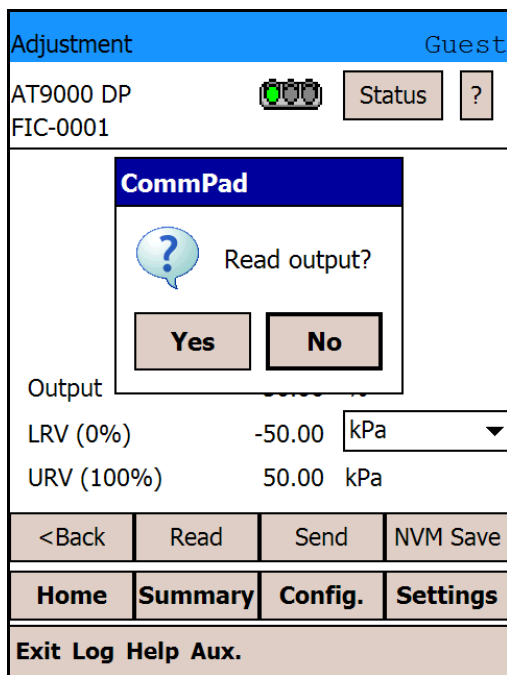 Adjustment Guest
AT9000 DP Status ?
FIC-0001
CommPad
Read output?
Yes No
Output
LRV (0%) -50.00 kPa
URV (100%) 50.00 kPa
<Back Read Send NVM Save
Home Summary Config. Settings
Exit Log Help Aux.